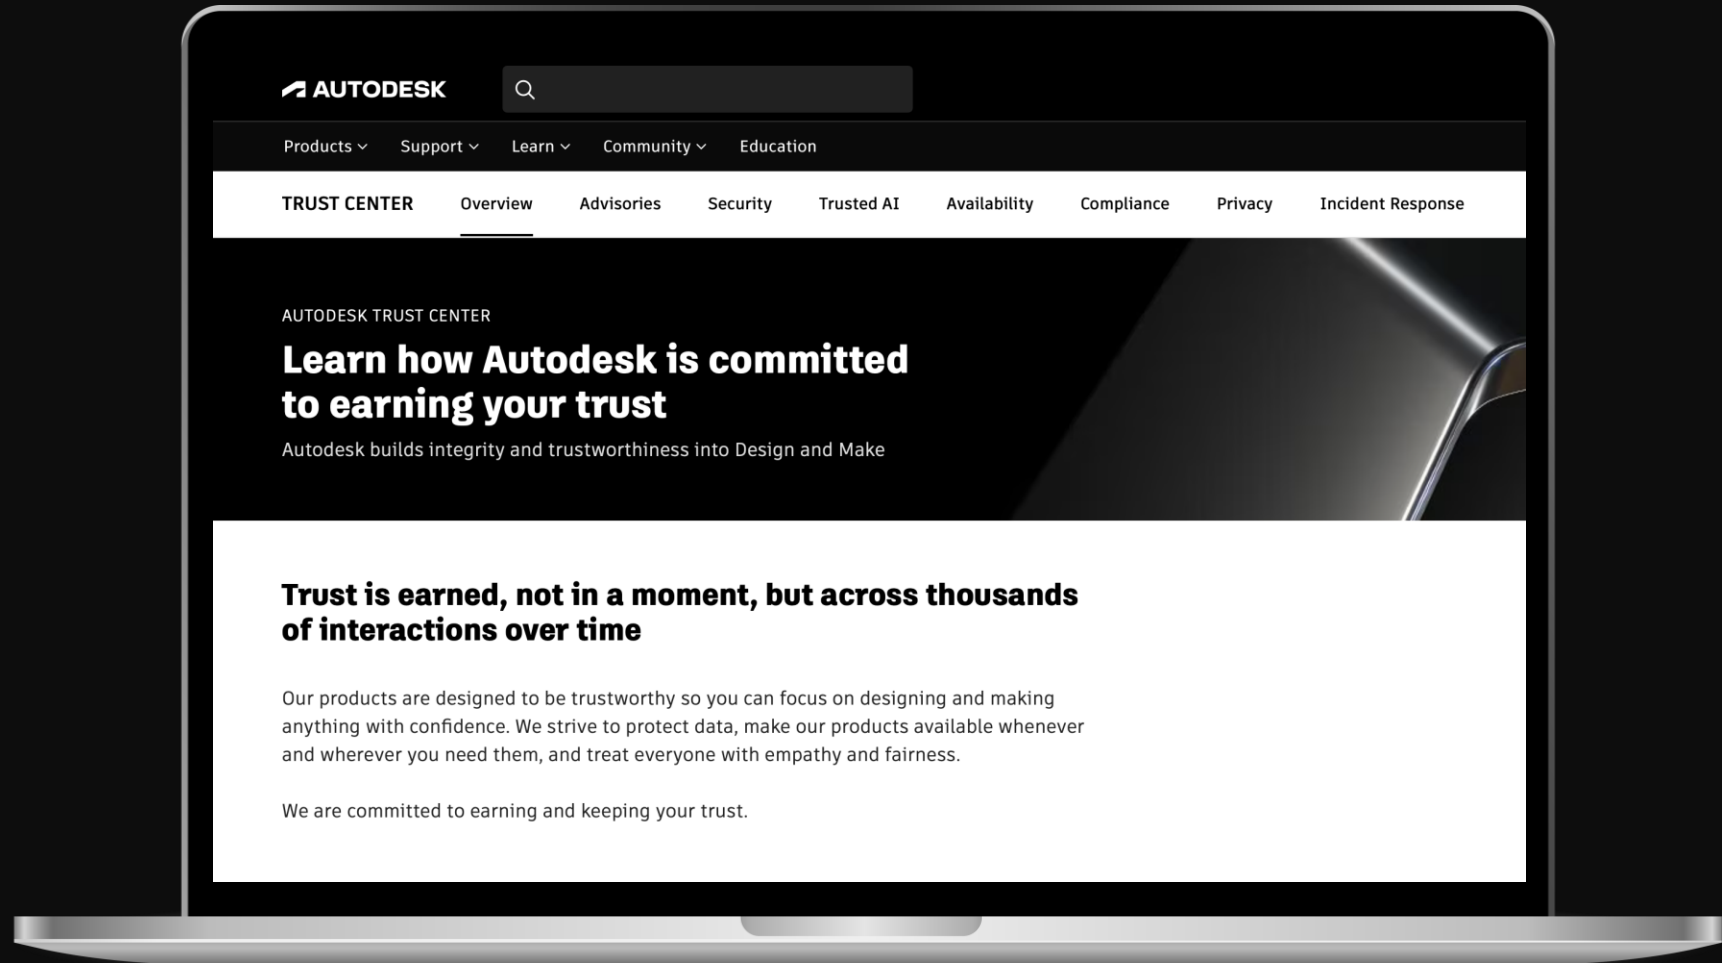 AUTODESK
Products Support Learn Community Education
TRUST CENTER Overview Advisories Security Trusted AI Availability Compliance Privacy Incident Response
AUTODESK TRUST CENTER
Learn how Autodesk is committed
to earning your trust
Autodesk builds integrity and trustworthiness into Design and Make
Trust is earned, not in a moment, but across thousands
of interactions over time
Our products are designed to be trustworthy so you can focus on designing and making
anything with confidence. We strive to protect data, make our products available whenever
and wherever you need them, and treat everyone with empathy and fairness.
We are committed to earning and keeping your trust.